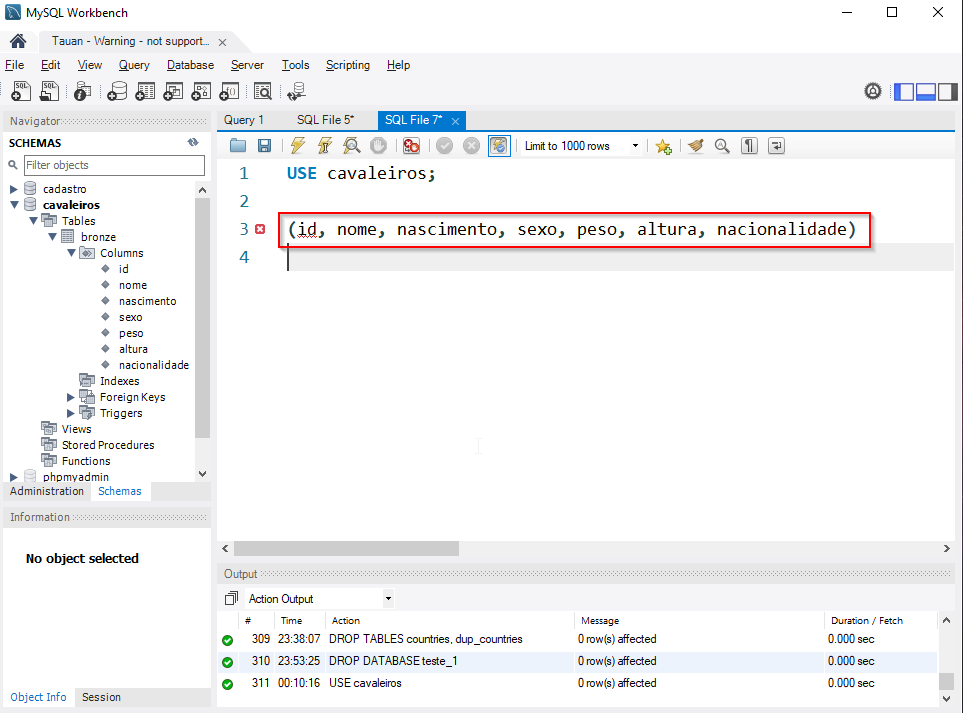 MySQL Workbench
Tauan - Warning - not support...
File Edit View Query Database Server Tools Scripting Help
Navigator
SCHEMAS
Filter objects
cadastro
cavaleiros
Tables
bronze
Columns
id
nome
nascimento
sexo
peso
altura
nacionalidade
Indexes
Foreign Keys
Triggers
Views
Stored Procedures
Functions
phpmyadmin
Administration Schemas
Information
No object selected
Object Info Session
Query 1 SQL File 5* SQL File 7*
Limit to 1000 rows
1 USE cavaleiros;
2
3 (id, nome, nascimento, sexo, peso, altura, nacionalidade)
4
Output
Action Output
# Time Action Message Duration / Fetch
309 23:38:07 DROP TABLES countries, dup_countries 0 row(s) affected 0.000 sec
310 23:53:25 DROP DATABASE teste_1 0 row(s) affected 0.000 sec
311 00:10:16 USE cavaleiros 0 row(s) affected 0.000 sec